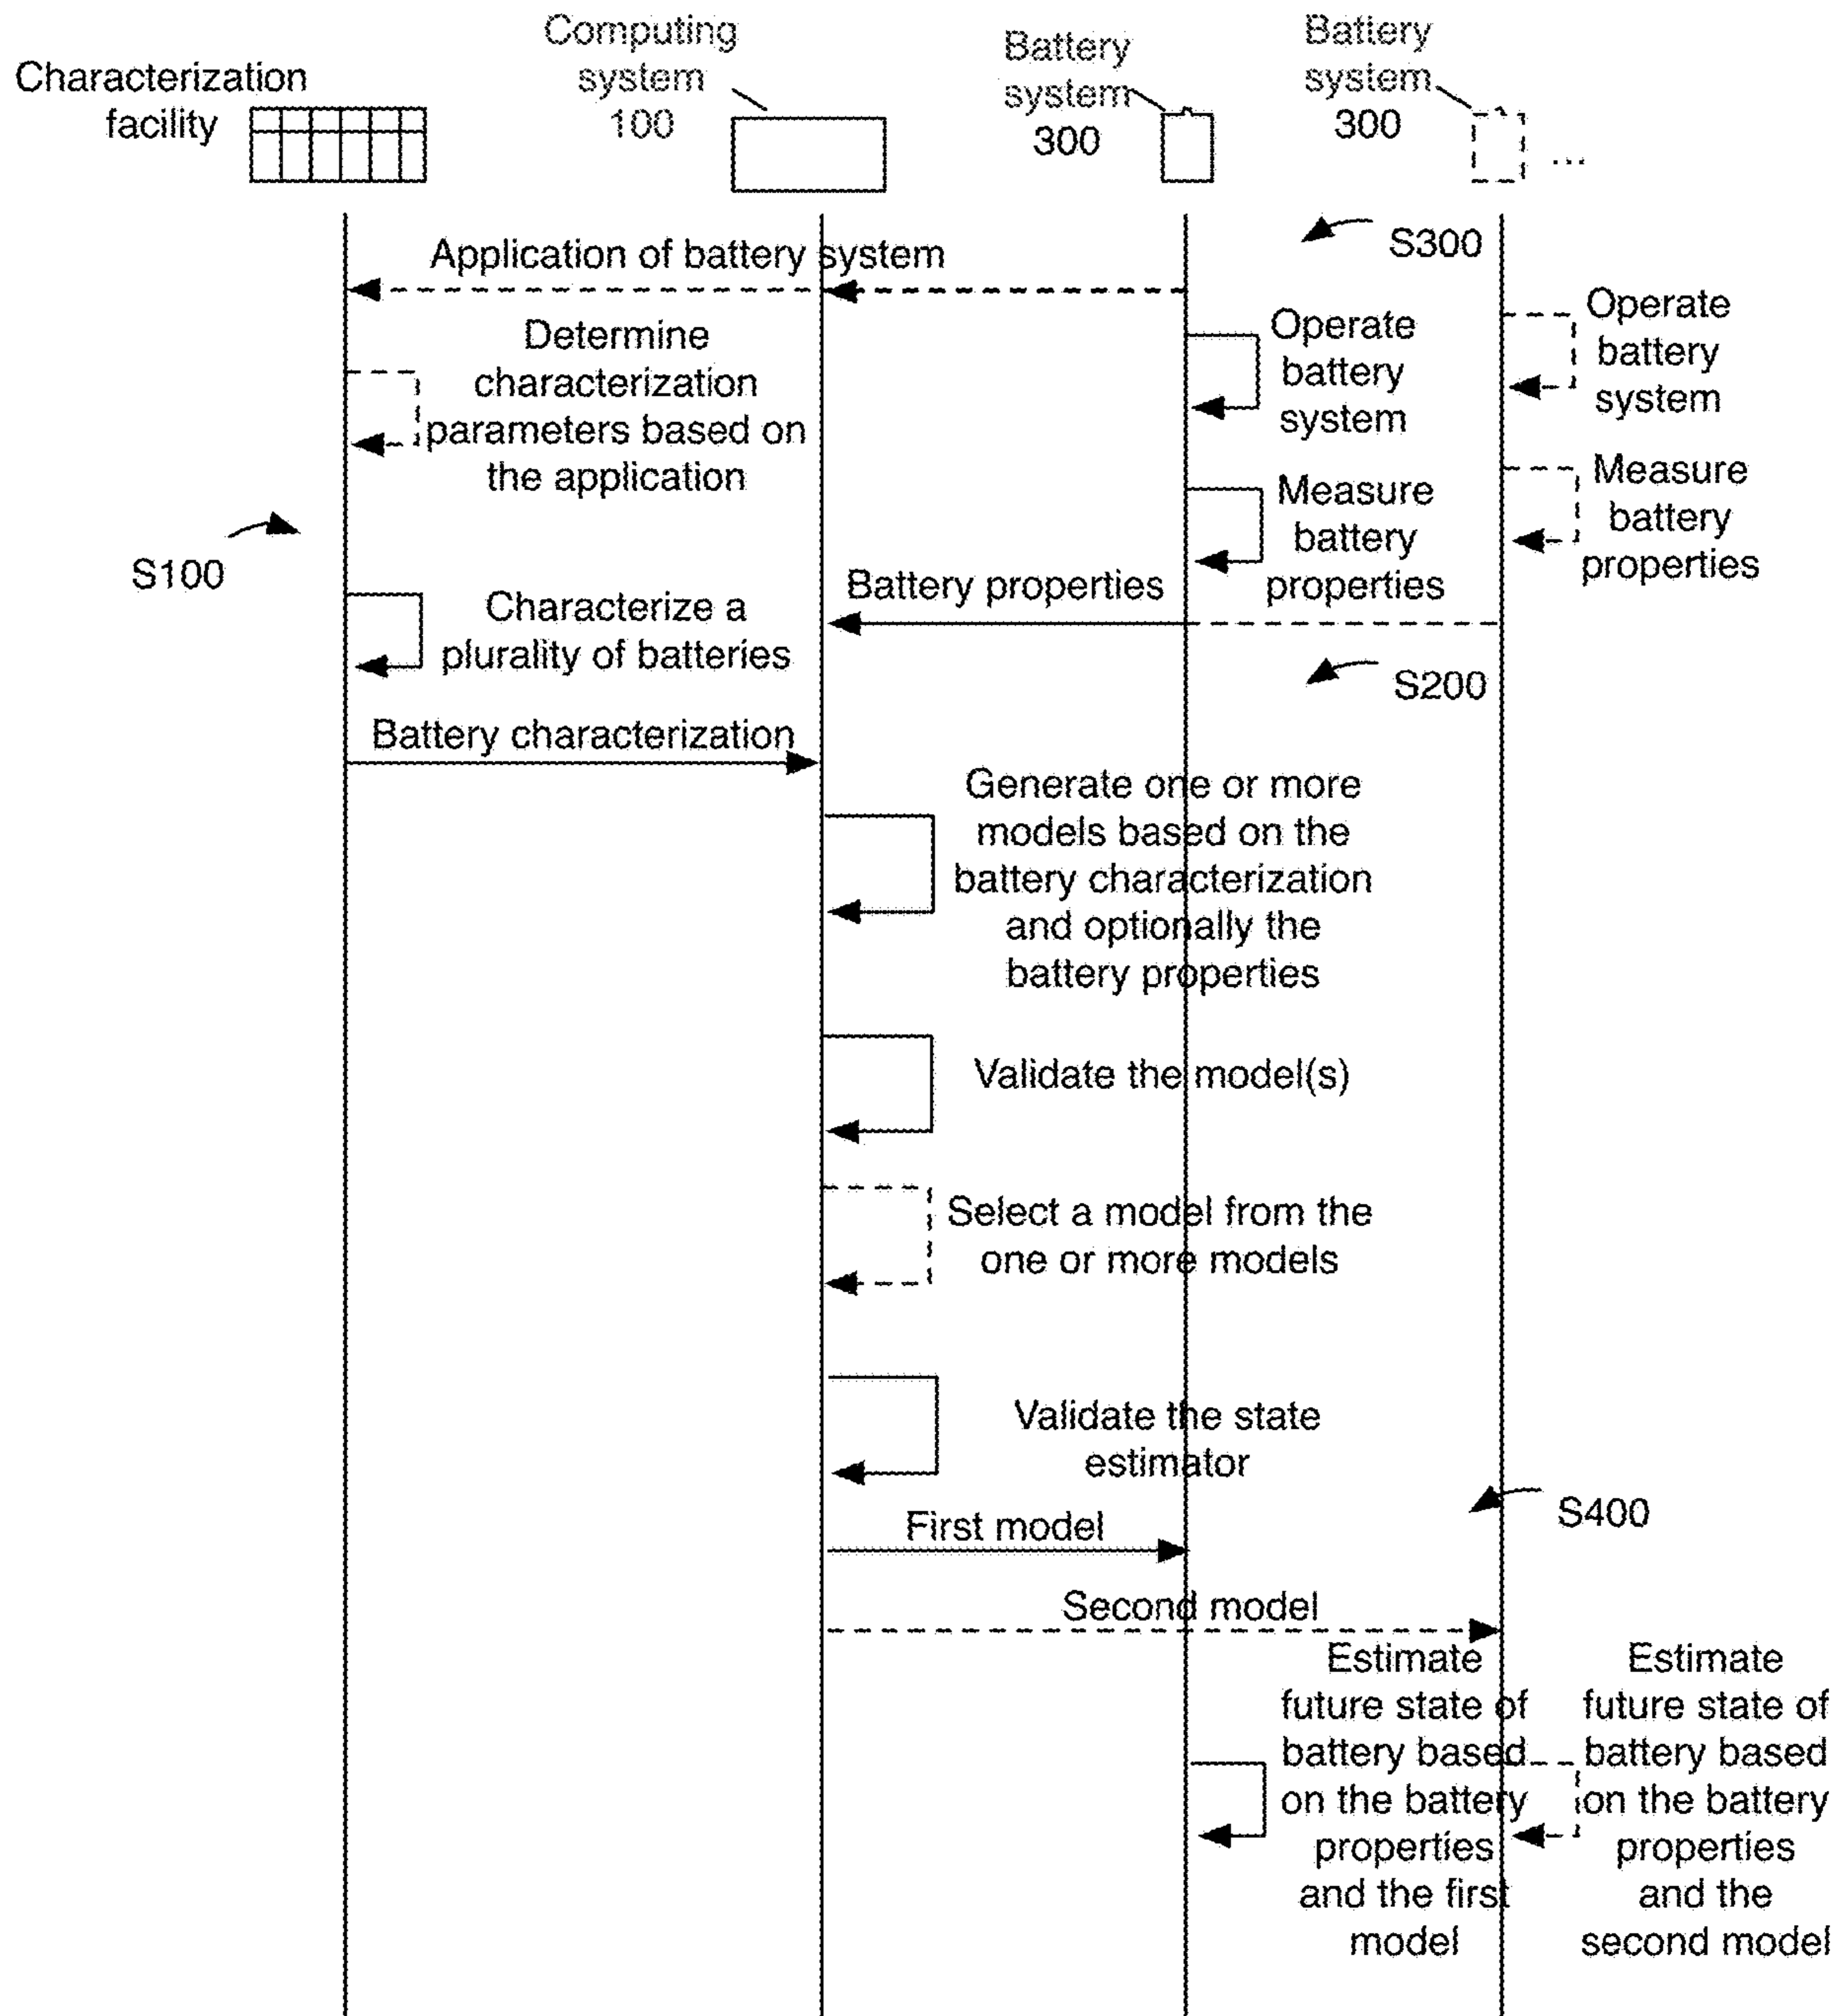 Characterization
facility
Computing
system
100
Battery
system
300
Battery
system
300
...
S300
Application of battery system
Determine
characterization
parameters based on
the application
Operate
battery
system
Operate
battery
system
Measure
battery
properties
Measure
battery
properties
S100
Battery properties
Characterize a
plurality of batteries
S200
Battery characterization
Generate one or more
models based on the
battery characterization
and optionally the
battery properties
Validate the model(s)
Select a model from the
one or more models
Validate the state
estimator
S400
First model
Second model
Estimate
future state of
battery based
on the battery
properties
and the first
model
Estimate
future state of
battery based
on the battery
properties
and the
second model